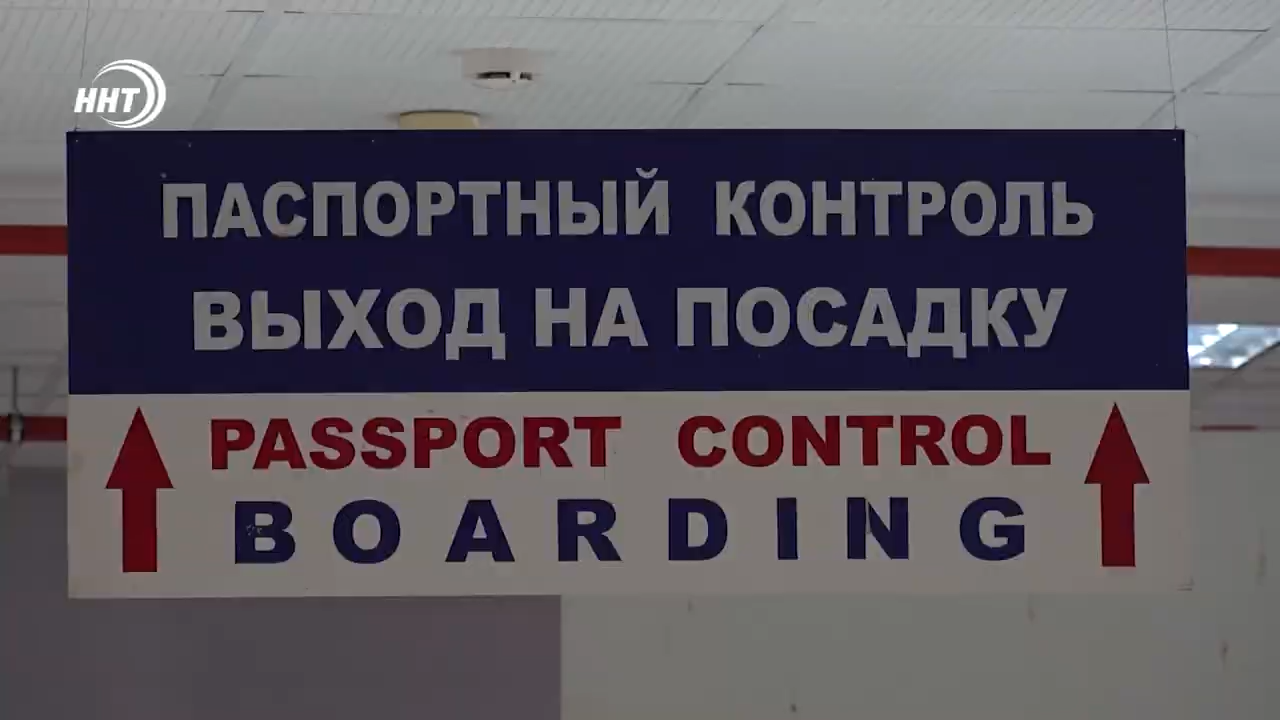 ННТ
ПАСПОРТНЫЙ КОНТРОЛЬ
ВЫХОД НА ПОСАДКУ
PASSPORT CONTROL
BOARDING